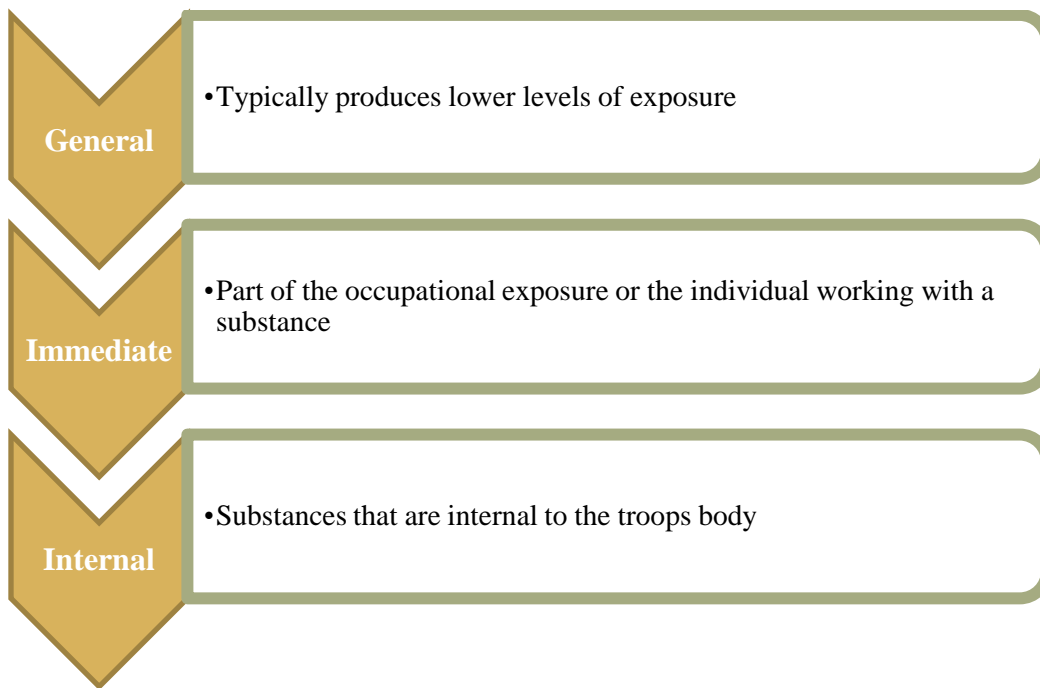 General
•Typically produces lower levels of exposure
Immediate
•Part of the occupational exposure or the individual working with a
substance
Internal
•Substances that are internal to the troops body